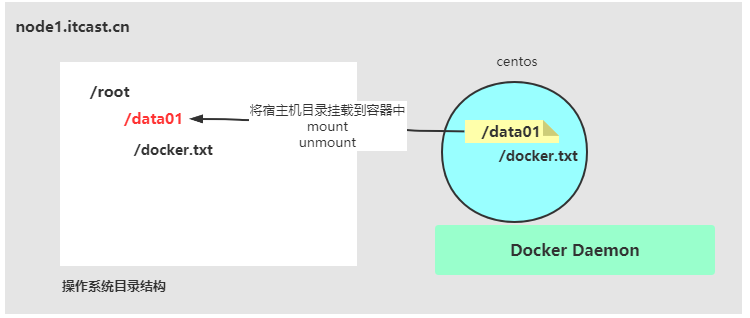 node1.itcast.cn
centos
/root
/data01
/docker.txt
将宿主机目录挂载到容器中
mount
unmount
/data01
/docker.txt
Docker Daemon
操作系统目录结构